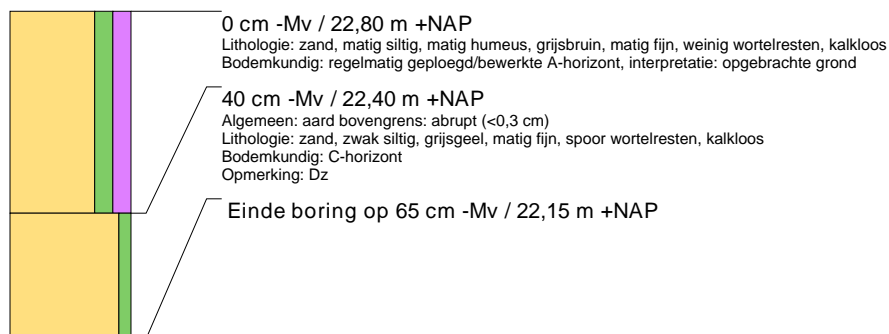 0 cm -Mv / 22,80 m +NAP
Lithologie: zand, matig siltig, matig humeus, grijsbruin, matig fijn, weinig wortelresten, kalkloos
Bodemkundig: regelmatig geploegd/bewerkte A-horizont, interpretatie: opgebrachte grond
40 cm -Mv / 22,40 m +NAP
Algemeen: aard bovengrens: abrupt (<0,3 cm)
Lithologie: zand, zwak siltig, grijsgeel, matig fijn, spoor wortelresten, kalkloos
Bodemkundig: C-horizont
Opmerking: Dz
Einde boring op 65 cm -Mv / 22,15 m +NAP